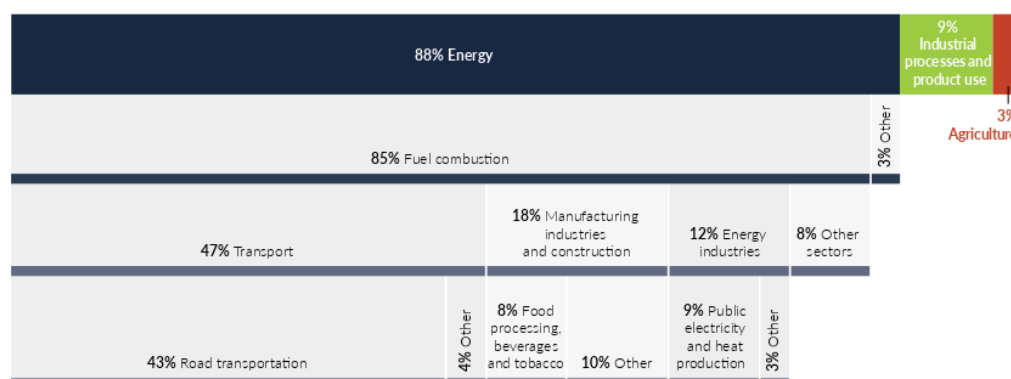 88% Energy
9%
Industrial
processes and
product use
3%
Agriculture
85% Fuel combustion
3% Other
47% Transport
18% Manufacturing
industries
and construction
12% Energy
industries
8% Other
sectors
43% Road transportation
4% Other
8% Food
processing,
beverages
and tobacco
10% Other
9% Public
electricity
and heat
production
3% Other